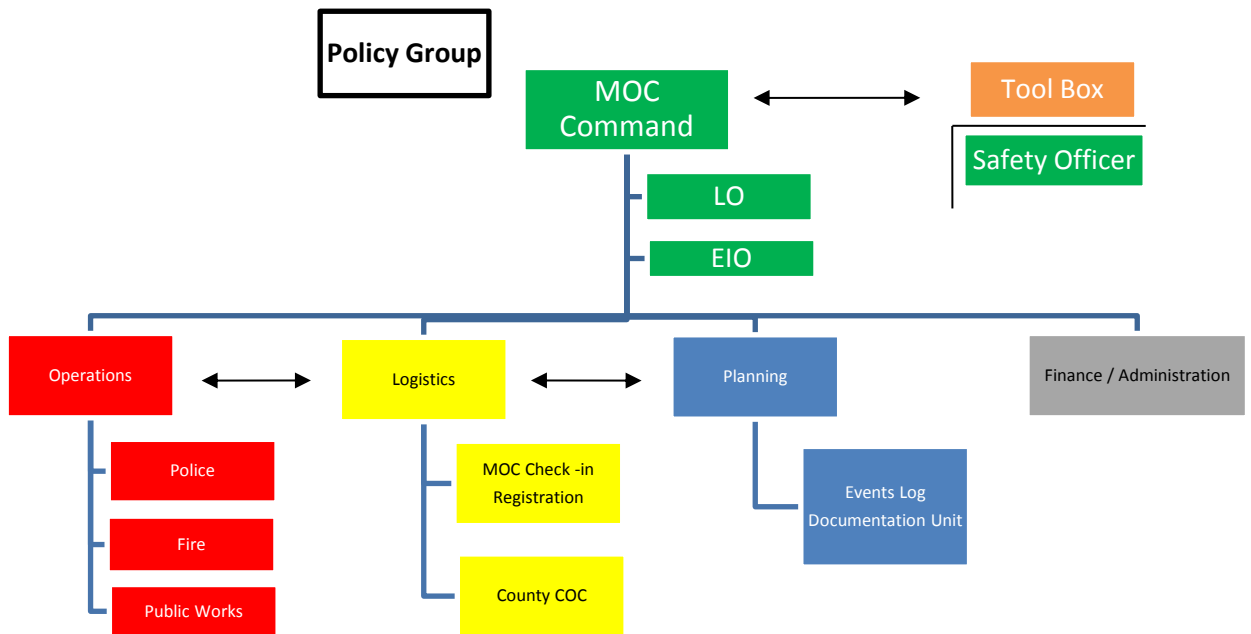 Policy Group
MOC
Command
Tool Box
Safety Officer
LO
EIO
Operations
Logistics
Planning
Finance / Administration
Police
Fire
Public Works
MOC Check -in
Registration
County COC
Events Log
Documentation Unit